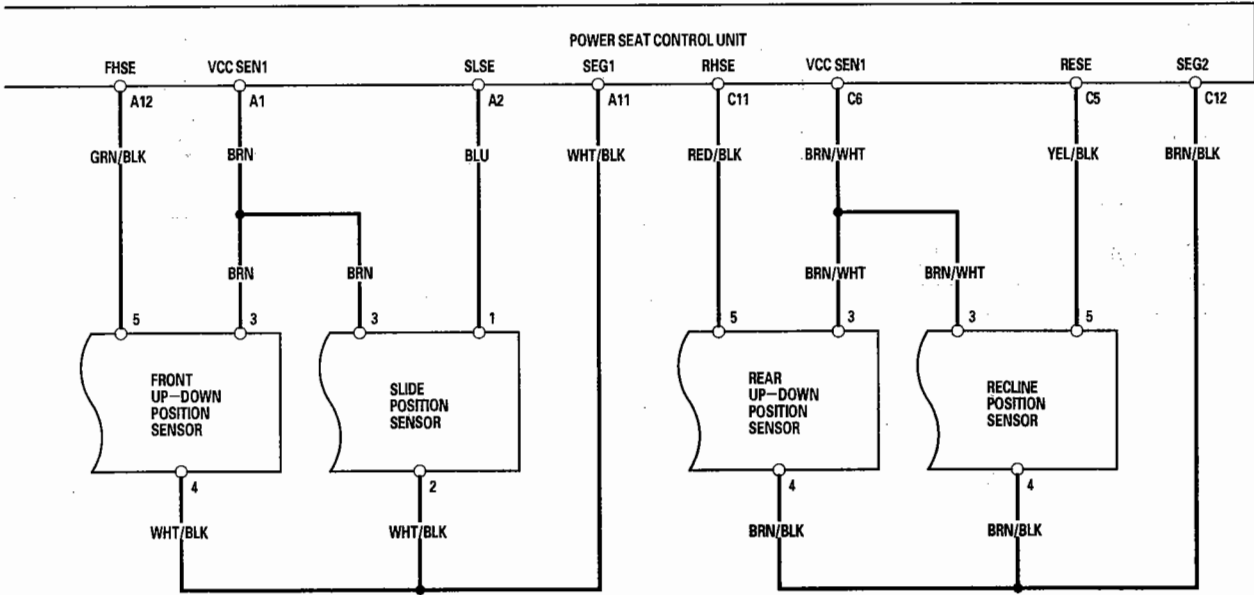 POWER SEAT CONTROL UNIT
FHSE VCC SEN1 SLSE SEG1 RHSE VCC SEN1 RESE SEG2
A12 A1 A2 A11 C11 C6 C5 C12
GRN/BLK BRN BLU WHT/BLK RED/BLK BRN/WHT YEL/BLK BRN/BLK
BRN BRN BRN/WHT BRN/WHT
5 3 3 1 5 3 3 5
FRONT
UP-DOWN
POSITION
SENSOR
SLIDE
POSITION
SENSOR
REAR
UP-DOWN
POSITION
SENSOR
RECLINE
POSITION
SENSOR
4 2 4 4
WHT/BLK WHT/BLK BRN/BLK BRN/BLK